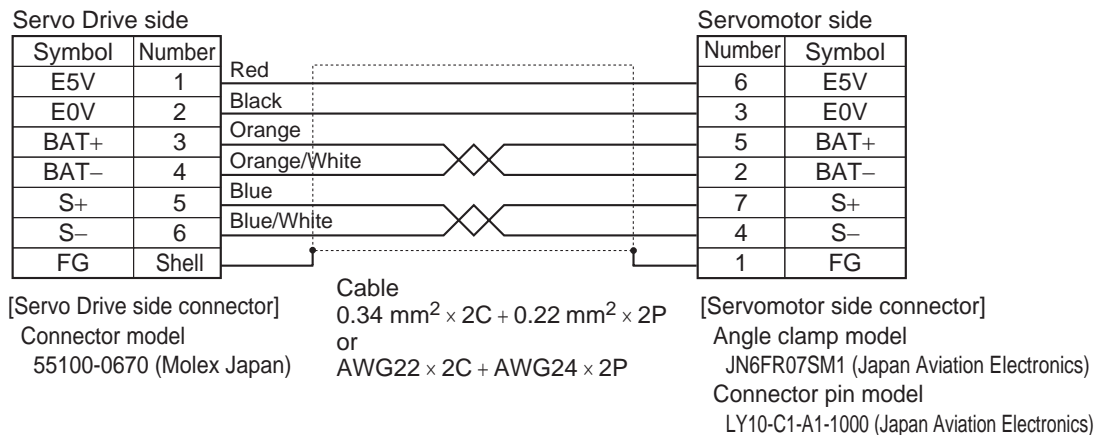 Servo Drive side
Servomotor side
Symbol Number
Number Symbol
E5V 1 Red 6 E5V
E0V 2 Black 3 E0V
BAT+ 3 Orange 5 BAT+
BAT− 4 Orange/White 2 BAT−
S+ 5 Blue 7 S+
S− 6 Blue/White 4 S−
FG Shell 1 FG
[Servo Drive side connector]
Connector model
55100-0670 (Molex Japan)
Cable
0.34 mm² × 2C + 0.22 mm² × 2P
or
AWG22 × 2C + AWG24 × 2P
[Servomotor side connector]
Angle clamp model
JN6FR07SM1 (Japan Aviation Electronics)
Connector pin model
LY10-C1-A1-1000 (Japan Aviation Electronics)